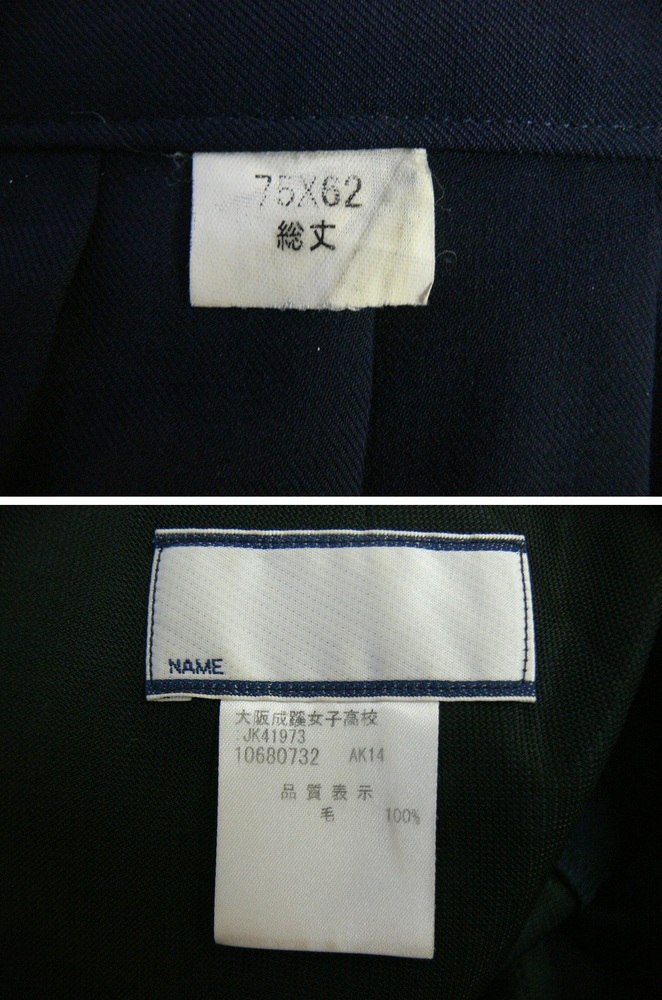 75X62
総丈
NAME
大阪成蹊女子高校
:JK41973
10680732 AK14
品質表示
毛 100%